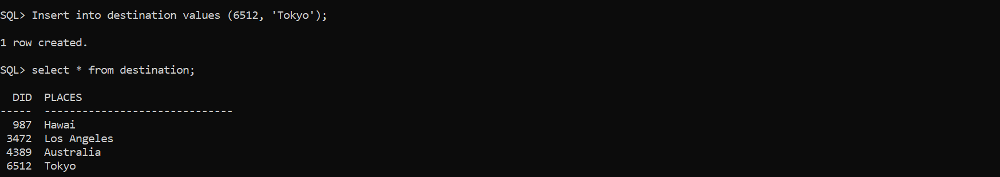 SQL> Insert into destination values (6512, 'Tokyo');
1 row created.
SQL> select * from destination;
  DID  PLACES
-----  ------------------------------
  987  Hawai
 3472  Los Angeles
 4389  Australia
 6512  Tokyo